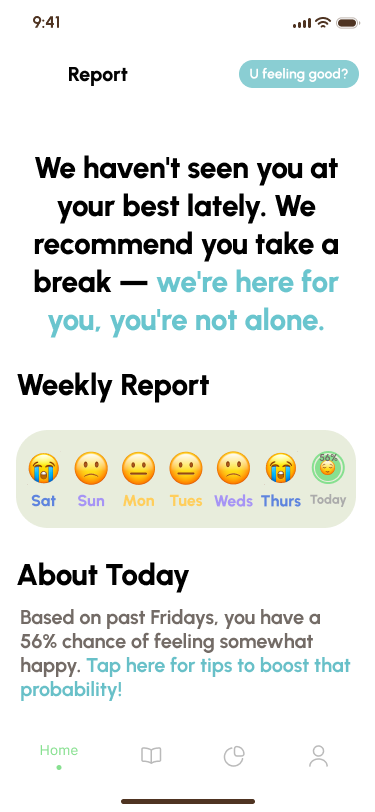 9:41
Report
U feeling good?
We haven't seen you at
your best lately. We
recommend you take a
break — we're here for
you, you're not alone.
Weekly Report
56%
Sat Sun Mon Tues Weds Thurs Today
About Today
Based on past Fridays, you have a
56% chance of feeling somewhat
happy. Tap here for tips to boost that
probability!
Home